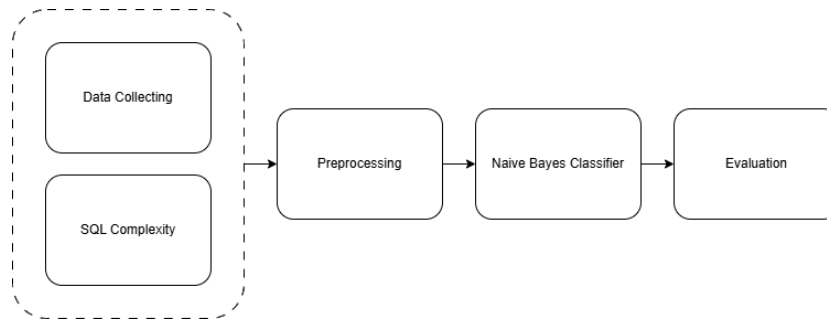 Data Collecting
SQL Complexity
Preprocessing
Naive Bayes Classifier
Evaluation